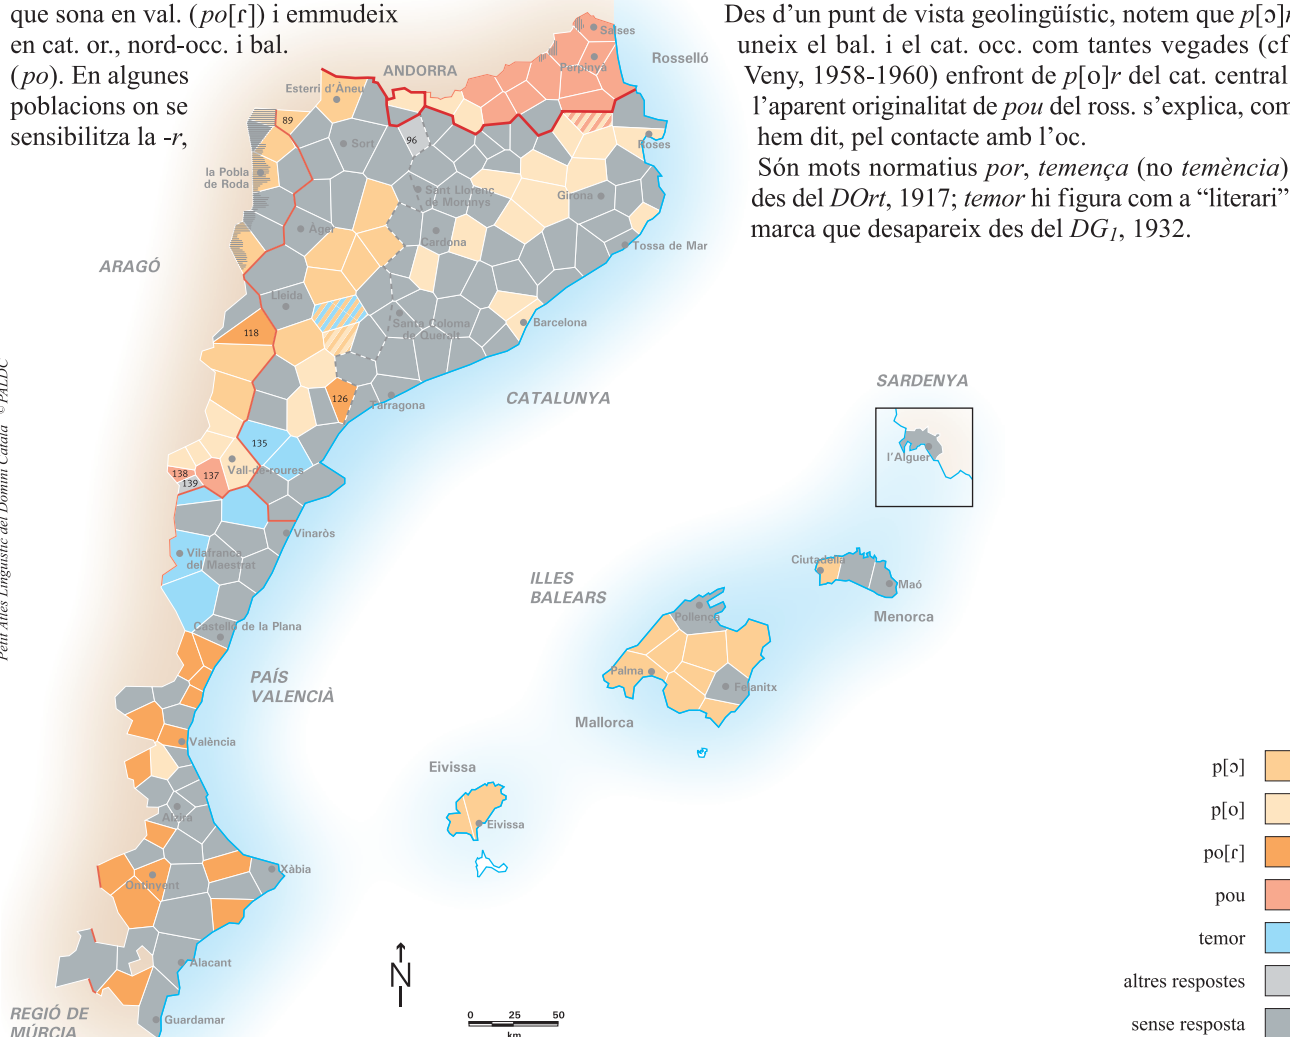 que sona en val. (po[ɾ]) i emmudeix
en cat. or., nord-occ. i bal.
(po). En algunes
poblacions on se
sensibilitza la -r,
Des d’un punt de vista geolingüístic, notem que p[ɔ]r
uneix el bal. i el cat. occ. com tantes vegades (cf
Veny, 1958-1960) enfront de p[o]r del cat. central
l’aparent originalitat de pou del ross. s’explica, com
hem dit, pel contacte amb l’oc.
Són mots normatius por, temença (no temència)
des del DOrt, 1917; temor hi figura com a “literari”
marca que desapareix des del DG1, 1932.
Salses
Rosselló
Perpinyà
ANDORRA
Esterri d’Àneu
89
Sort
96
Roses
la Pobla
de Roda
Sant Llorenç
de Morunys
Girona
Àger
Cardona
Tossa de Mar
ARAGÓ
Lleida
Santa Coloma
de Queralt
Barcelona
118
SARDENYA
CATALUNYA
126
Tarragona
135
l’Alguer
138
137
139
Vall-de-roures
Vinaròs
Vilafranca
del Maestrat
Ciutadella
Maó
ILLES
BALEARS
Menorca
Pollença
Castelló de la Plana
Palma
Felanitx
PAÍS
VALENCIÀ
Mallorca
València
Eivissa
Eivissa
Alzira
Xàbia
Ontinyent
Alacant
Guardamar
REGIÓ DE
MÚRCIA
N
0 25 50
km
p[ɔ]
p[o]
po[ɾ]
pou
temor
altres respostes
sense resposta
Petit Atles Lingüístic del Domini Català © PALDC